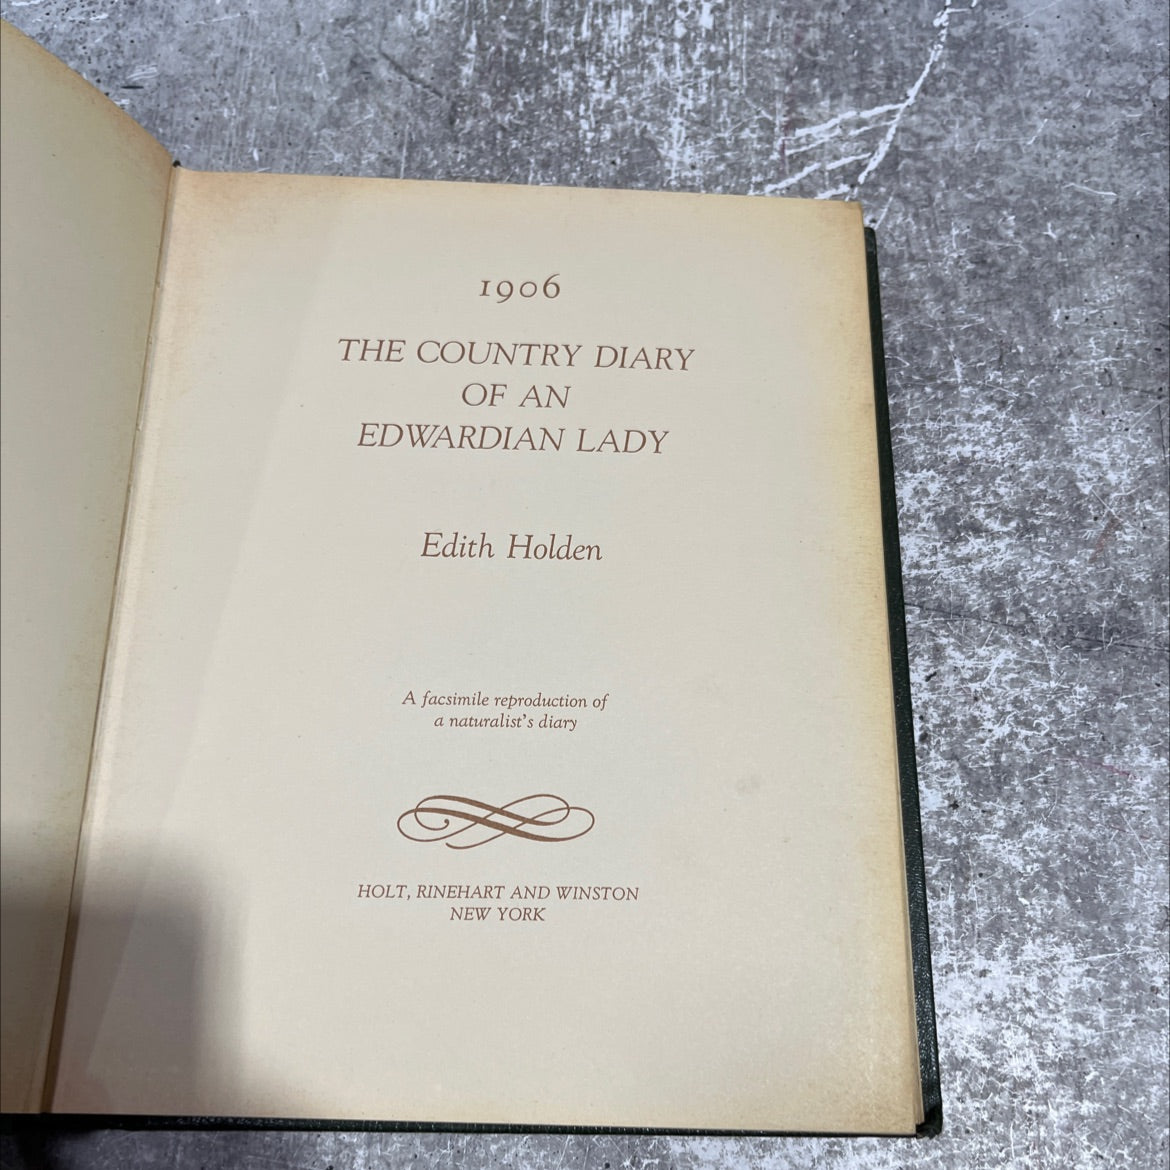 1906
THE COUNTRY DIARY
OF AN
EDWARDIAN LADY
Edith Holden
A facsimile reproduction of
a naturalist's diary
HOLT, RINEHART AND WINSTON
NEW YORK